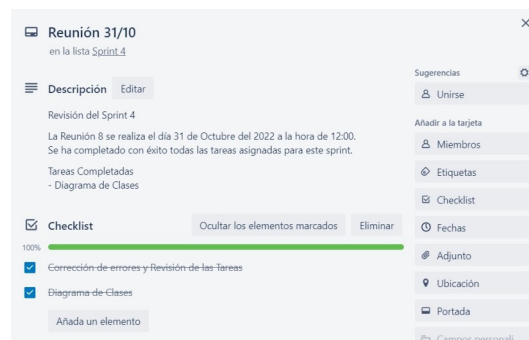 Reunión 31/10
en la lista Sprint 4
Descripción Editar
Revisión del Sprint 4
La Reunión 8 se realiza el día 31 de Octubre del 2022 a la hora de 12:00.
Se ha completado con éxito todas las tareas asignadas para este sprint.
Tareas Completadas
- Diagrama de Clases
Checklist Ocultar los elementos marcados Eliminar
100%
Corrección de errores y Revisión de las Tareas
Diagrama de Clases
Añada un elemento
Sugerencias
Unirse
Añadir a la tarjeta
Miembros
Etiquetas
Checklist
Fechas
Adjunto
Ubicación
Portada
Campos personali